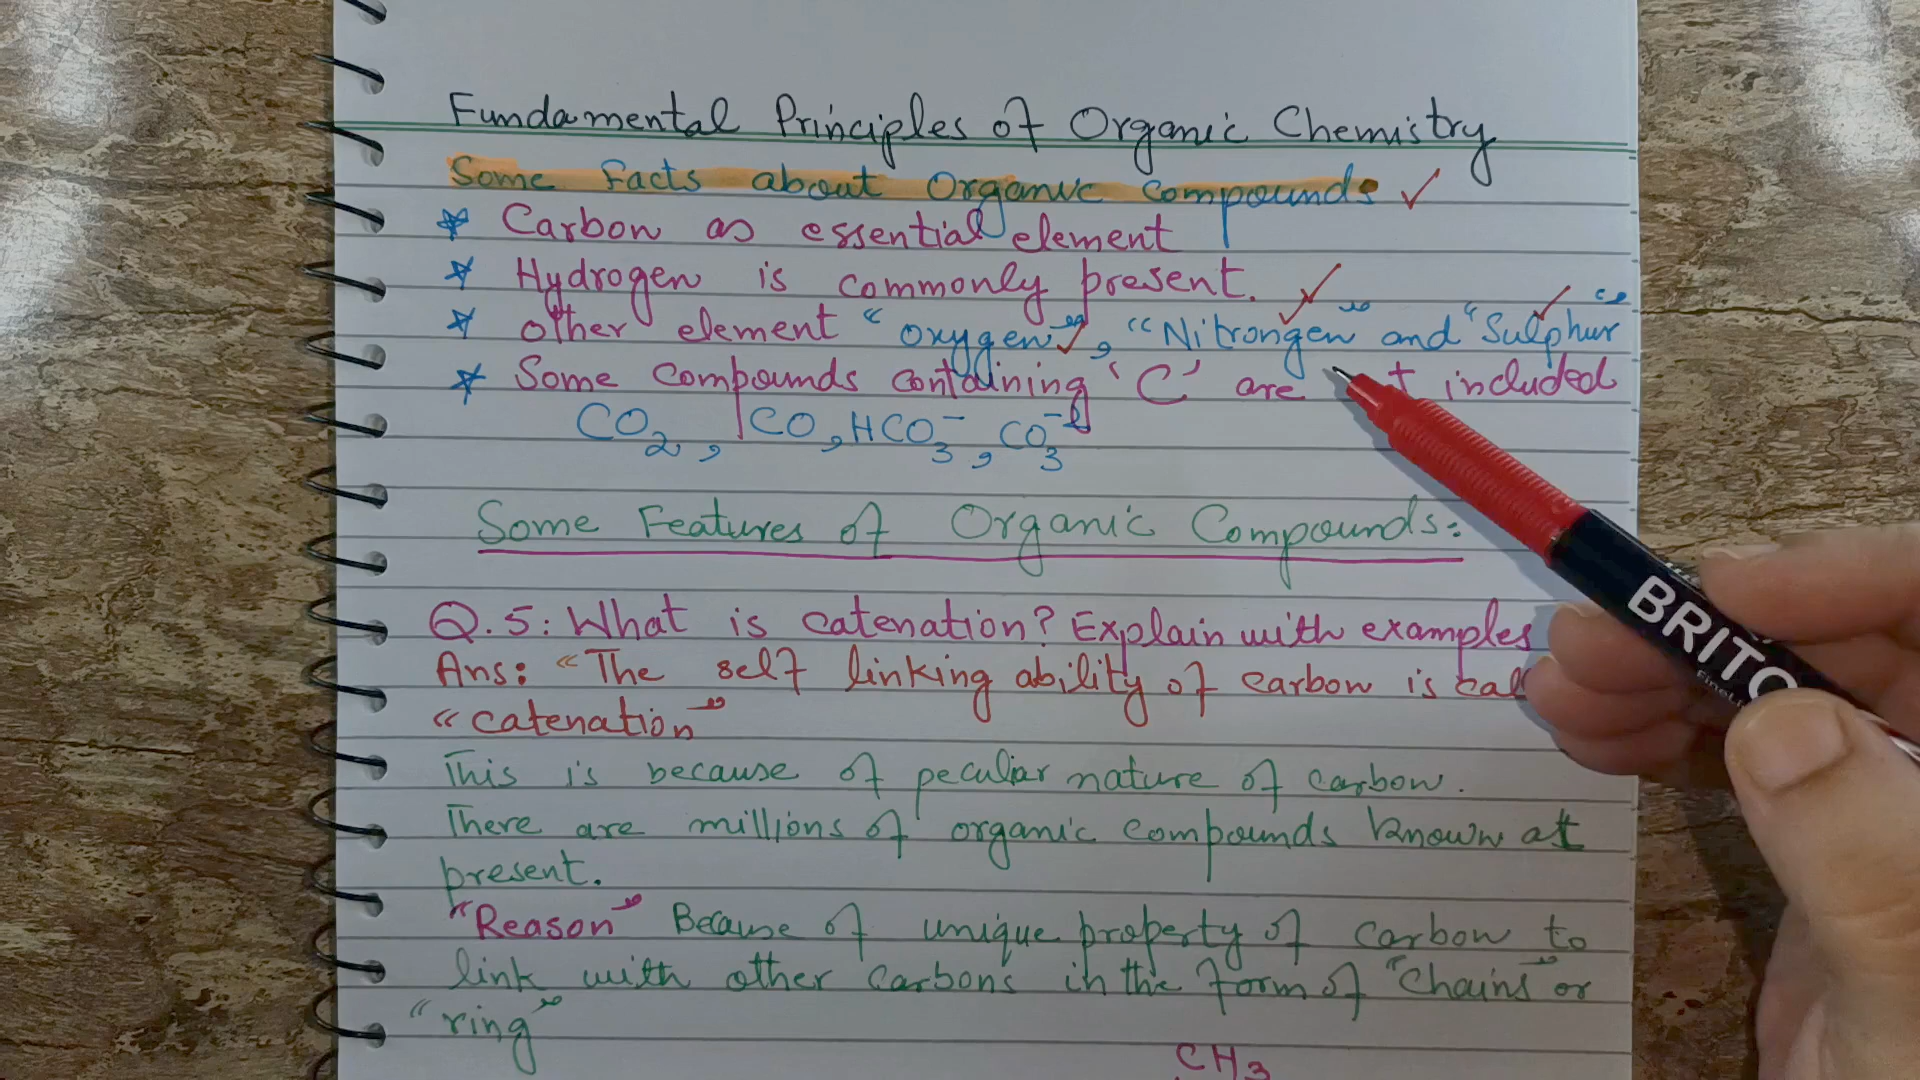 Fundamental Principles of Organic Chemistry
Some Facts about Organic Compounds ✓
* Carbon as essential element
* Hydrogen is commonly present.
* other element "oxygen", "Nitrongen" and "Sulphur"
* Some compounds containing 'C' are included
CO2, CO, HCO3-, CO3-2
Some Features of Organic Compounds:
Q.5: What is catenation? Explain with examples
Ans: "The self linking ability of carbon is
"catenation"
This is because of peculiar nature of carbon.
There are millions of organic compounds known at
present.
"Reason" Because of unique property of carbon to
link with other carbons in the form of "Chains" or
"ring"
CH3
BRITO